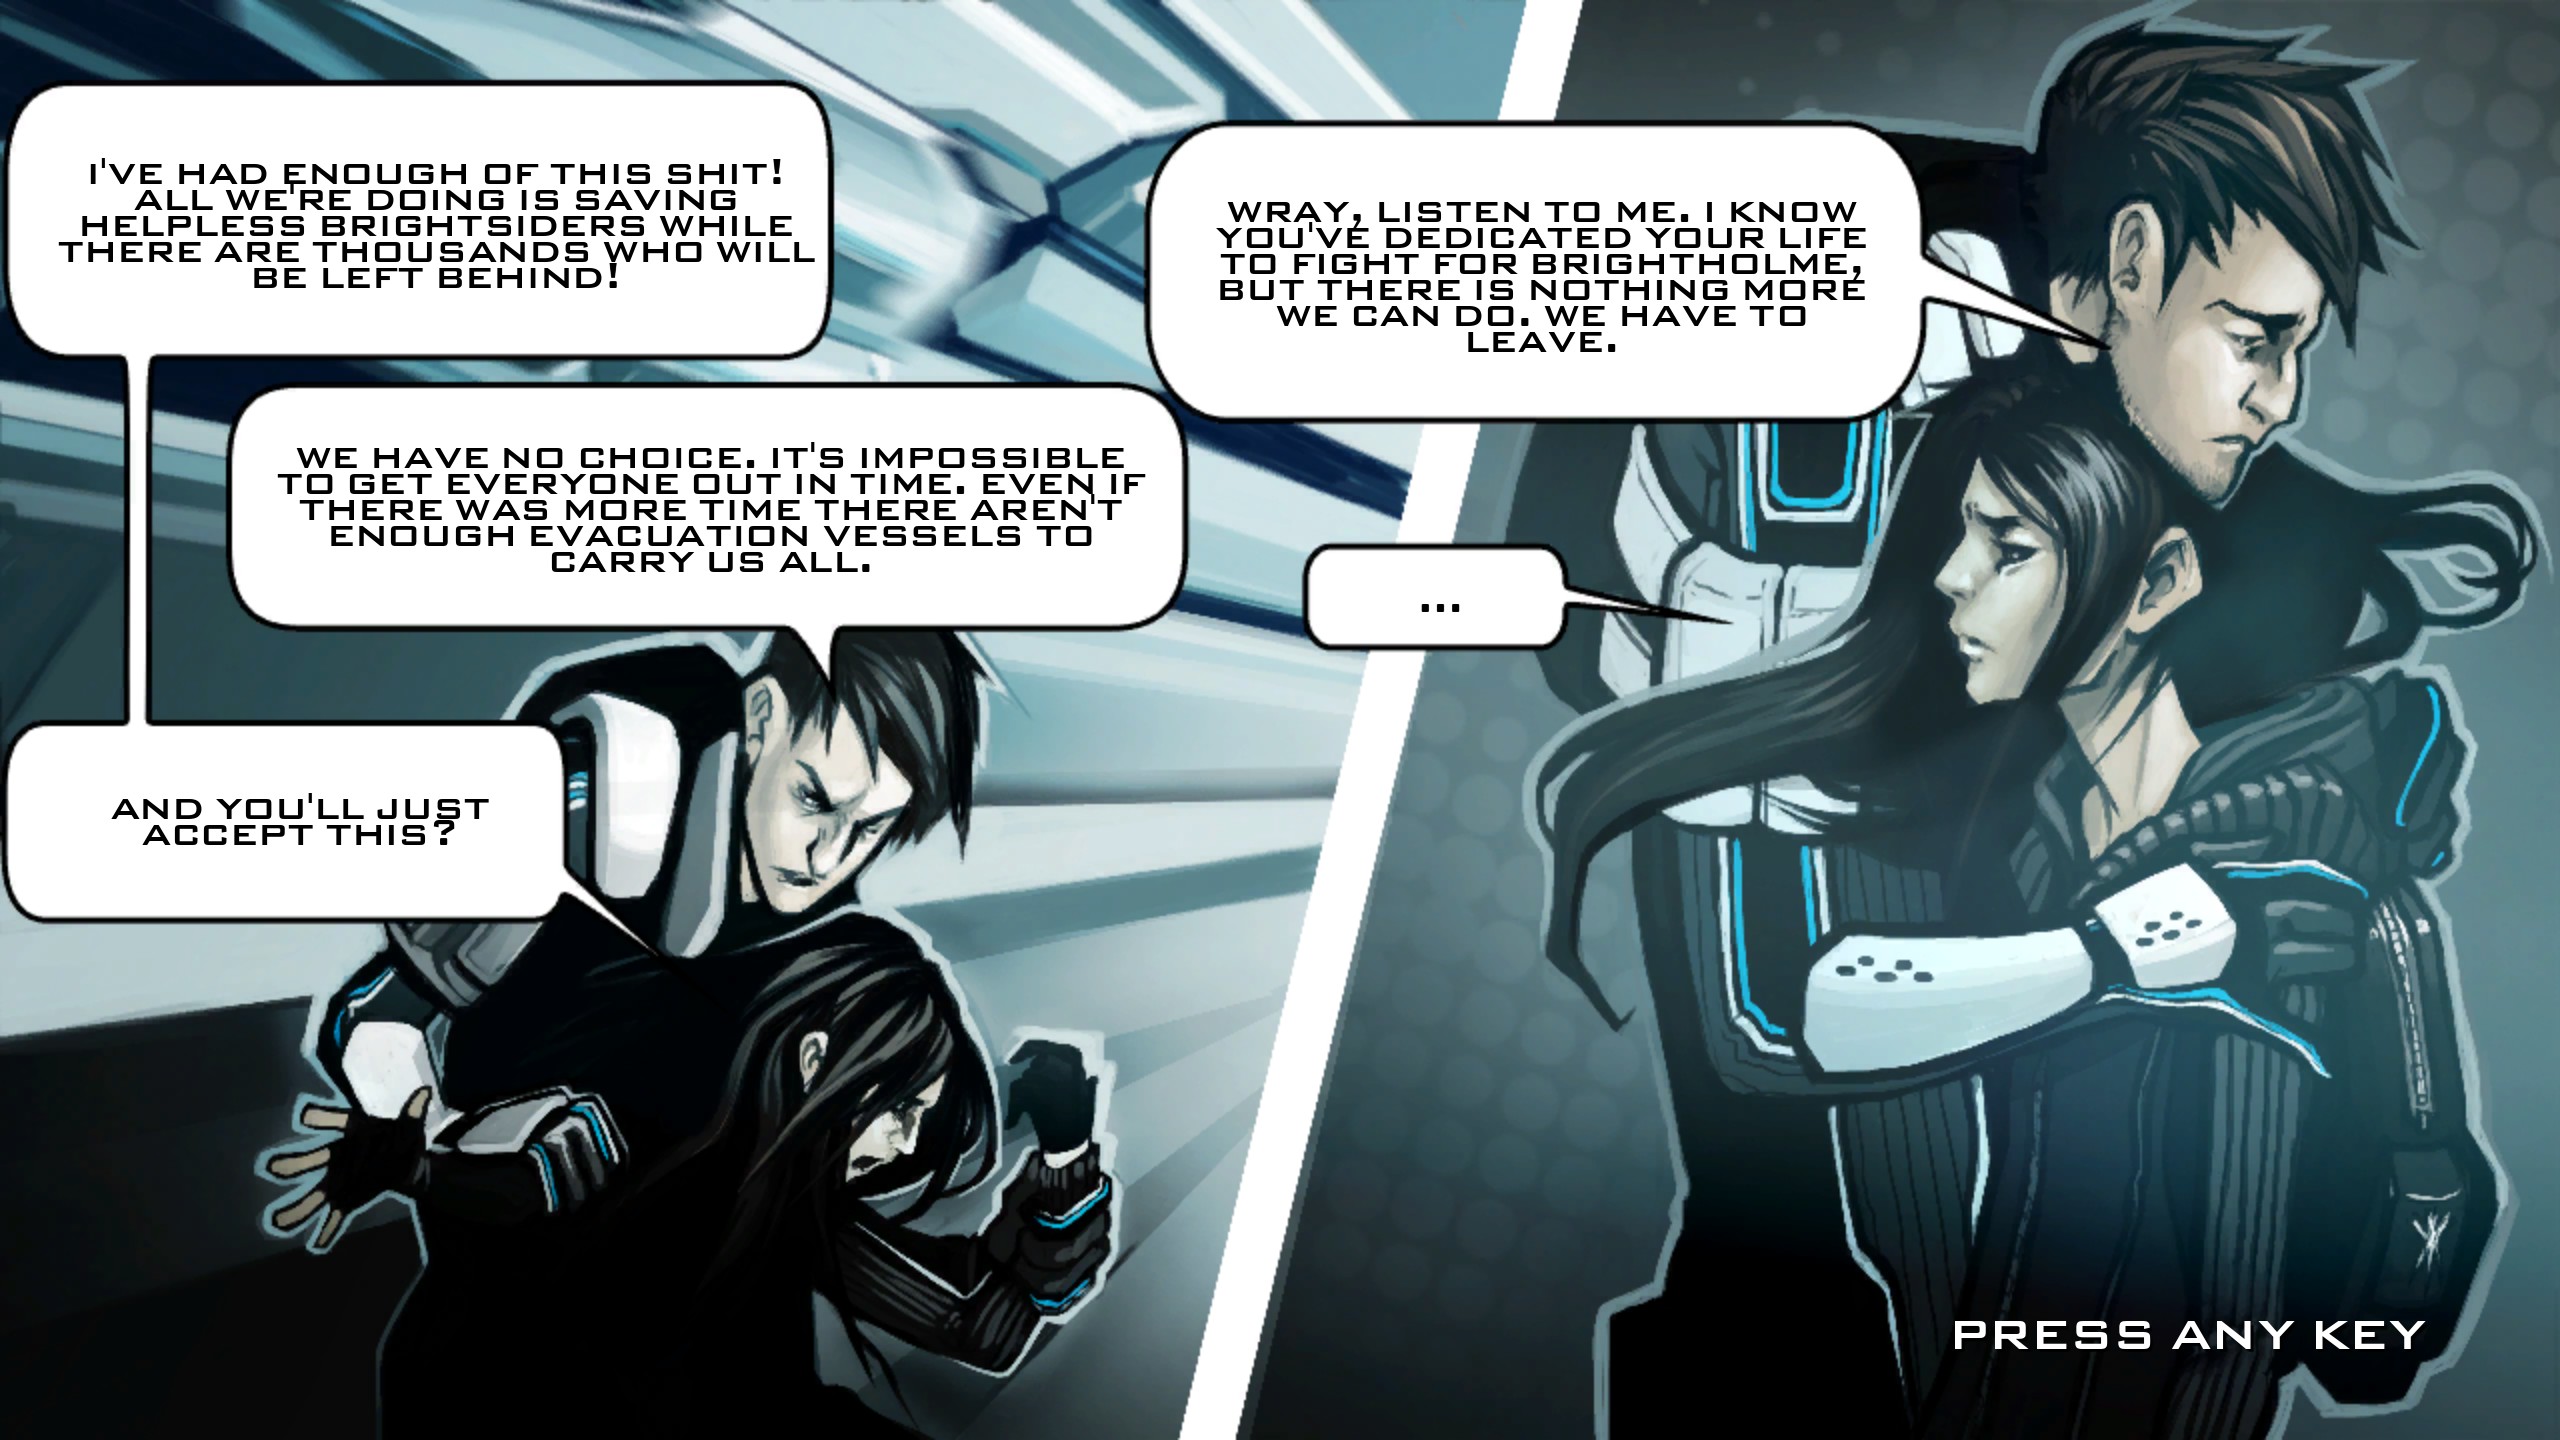 I'VE HAD ENOUGH OF THIS SHIT!
ALL WE'RE DOING IS SAVING
HELPLESS BRIGHTSIDERS WHILE
THERE ARE THOUSANDS WHO WILL
BE LEFT BEHIND!
WE HAVE NO CHOICE. IT'S IMPOSSIBLE
TO GET EVERYONE OUT IN TIME. EVEN IF
THERE WAS MORE TIME THERE AREN'T
ENOUGH EVACUATION VESSELS TO
CARRY US ALL.
AND YOU'LL JUST
ACCEPT THIS?
WRAY, LISTEN TO ME. I KNOW
YOU'VE DEDICATED YOUR LIFE
TO FIGHT FOR BRIGHTHOLME,
BUT THERE IS NOTHING MORE
WE CAN DO. WE HAVE TO
LEAVE.
...
PRESS ANY KEY